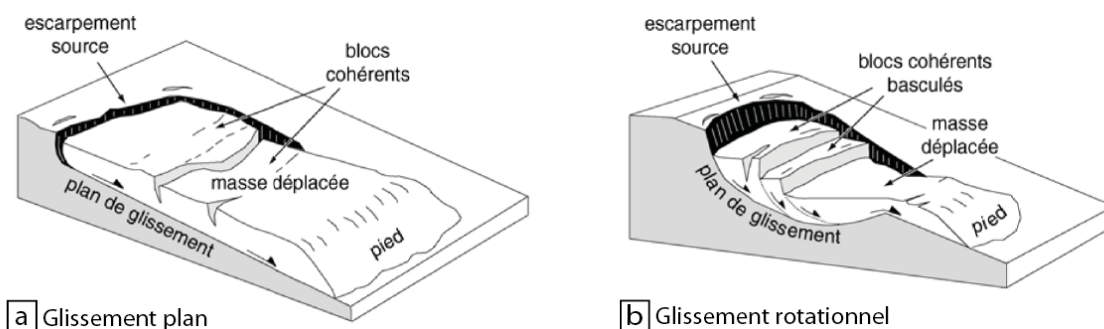 escarpement
source
blocs
cohérents
masse déplacée
plan de glissement
pied
a Glissement plan
escarpement
source
blocs cohérents
basculés
masse
déplacée
plan de glissement
pied
b Glissement rotationnel